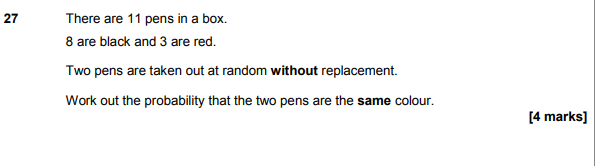 27 There are 11 pens in a box.
8 are black and 3 are red.
Two pens are taken out at random without replacement.
Work out the probability that the two pens are the same colour.
[4 marks]